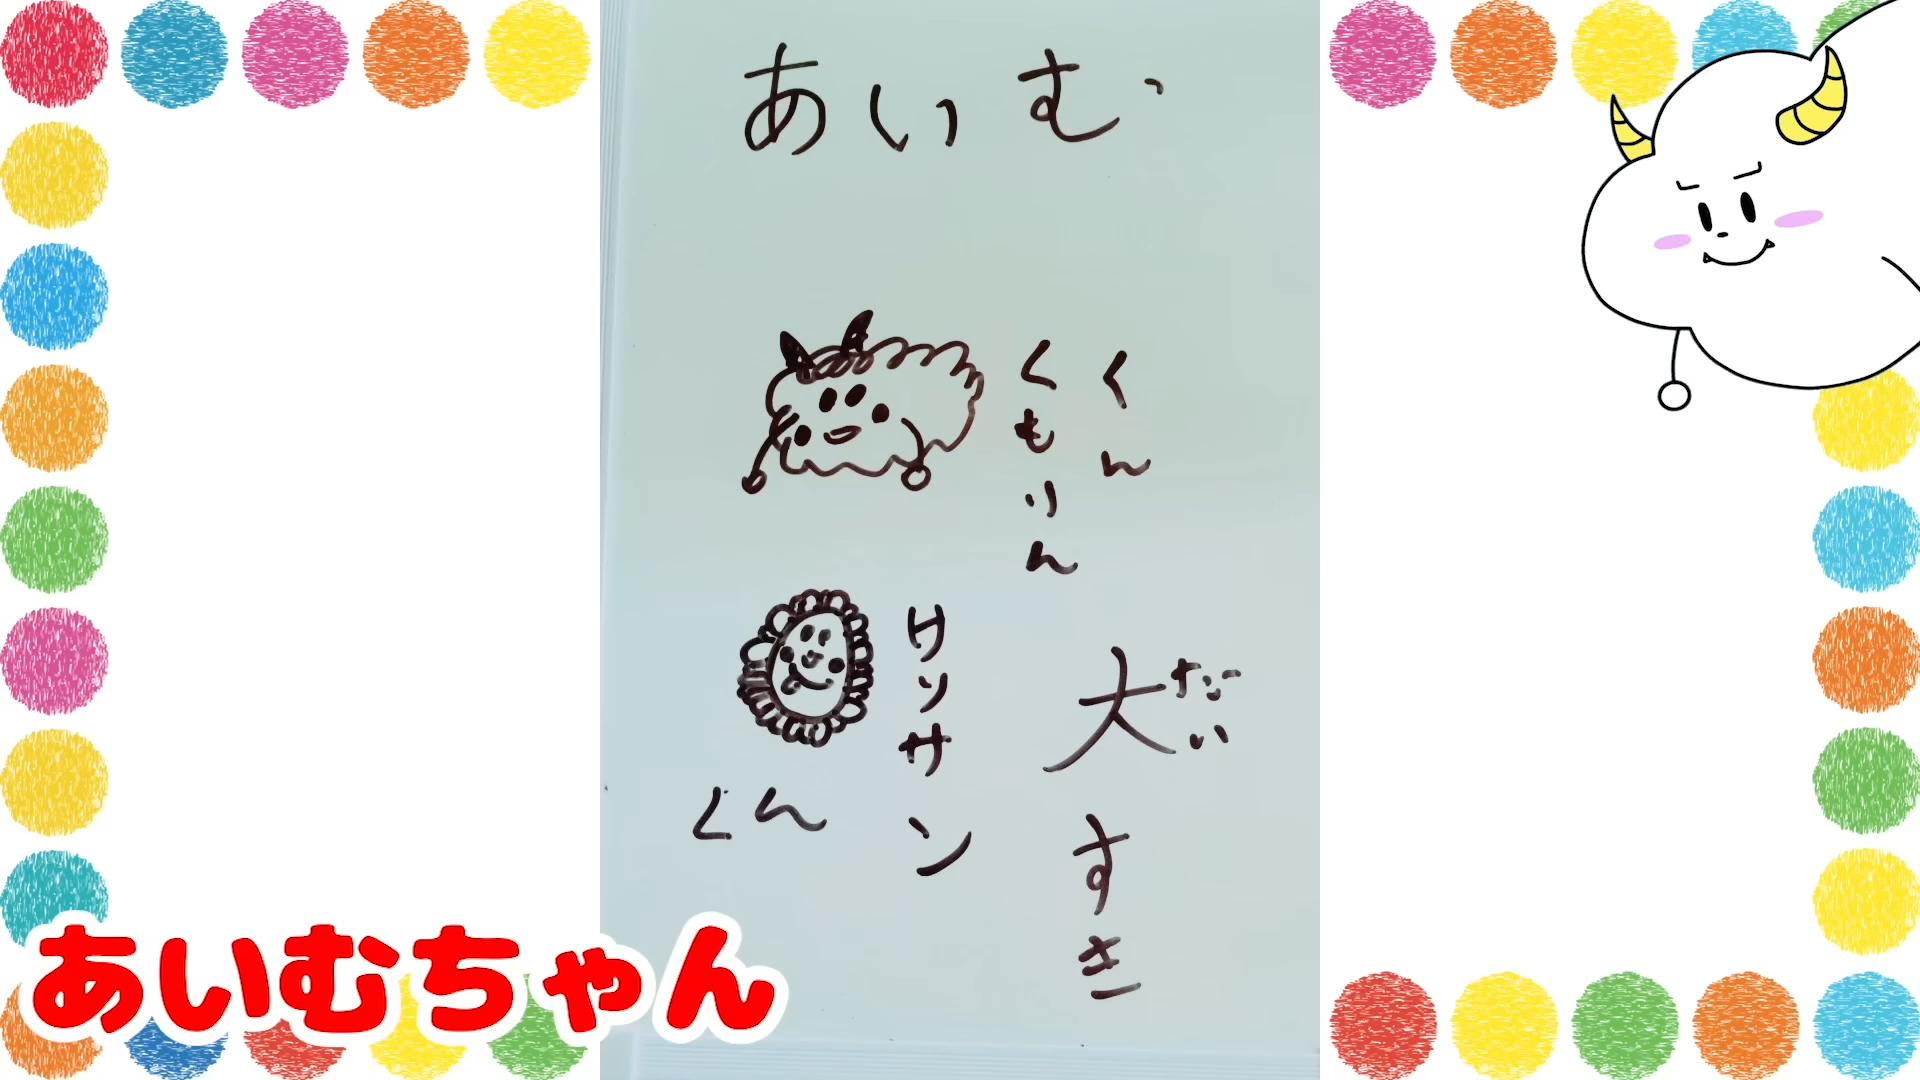 あいむ
くもりん
くん
ケッサン
くん
大だい
すき
あいむちゃん